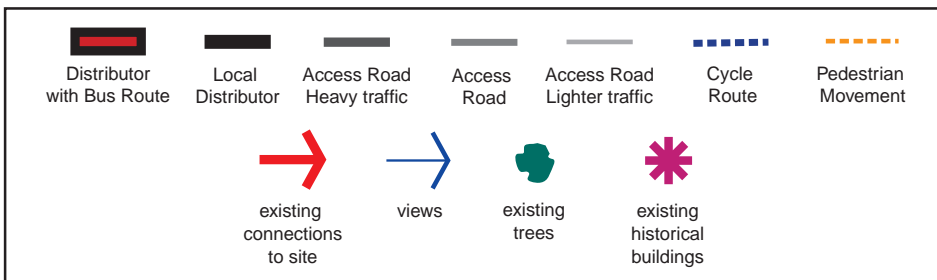 Distributor
with Bus Route
Local
Distributor
Access Road
Heavy traffic
Access
Road
Access Road
Lighter traffic
Cycle
Route
Pedestrian
Movement
existing
connections
to site
views
existing
trees
existing
historical
buildings